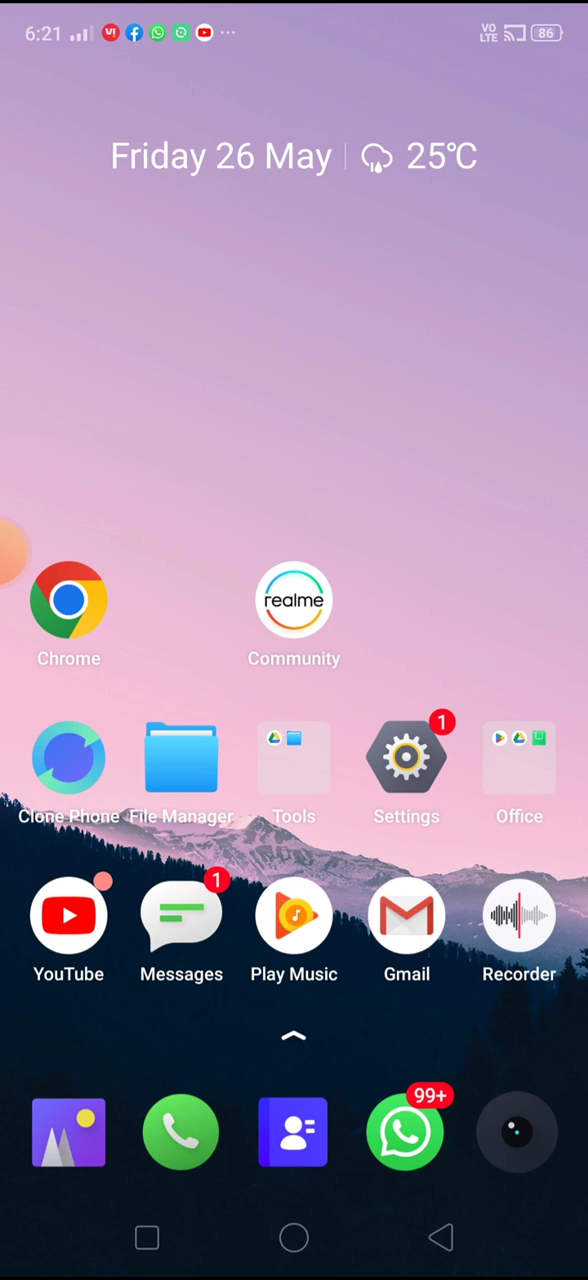 6:21 VI VO LTE 86
Friday 26 May 25℃
realme
Chrome Community
1
Clone Phone File Manager Tools Settings Office
1
YouTube Messages Play Music Gmail Recorder
99+